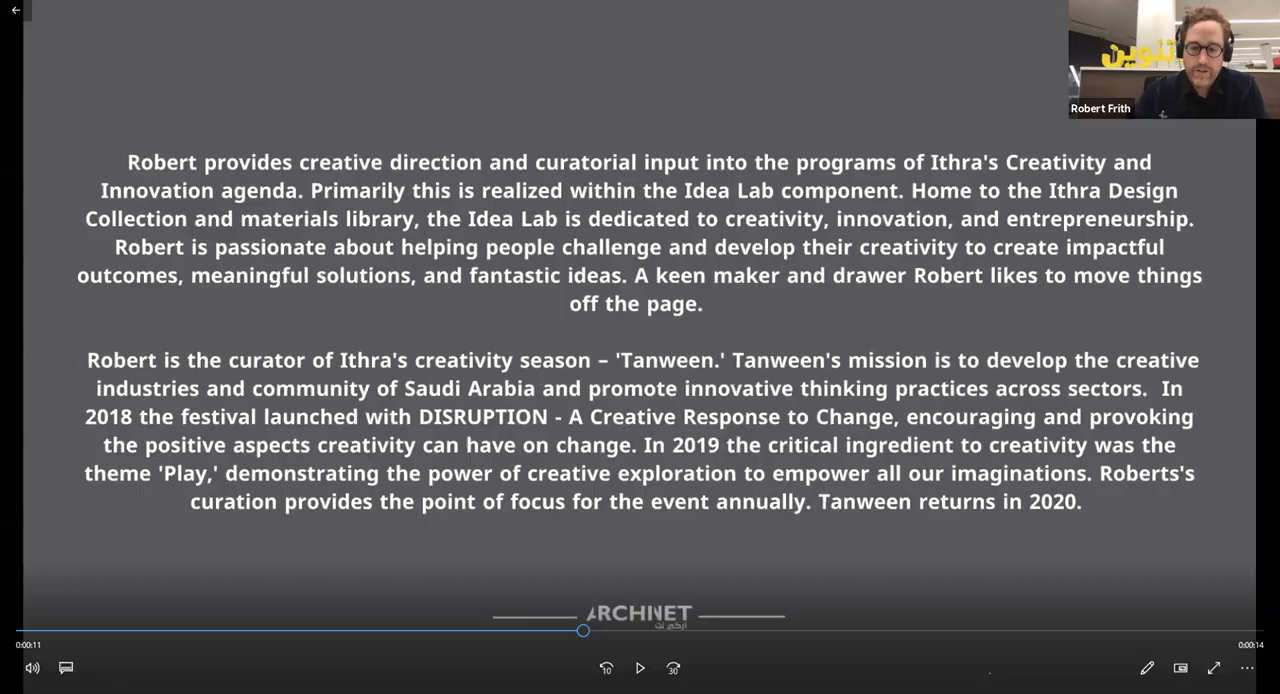 تنوين
Robert Frith
Robert provides creative direction and curatorial input into the programs of Ithra's Creativity and
Innovation agenda. Primarily this is realized within the Idea Lab component. Home to the Ithra Design
Collection and materials library, the Idea Lab is dedicated to creativity, innovation, and entrepreneurship.
Robert is passionate about helping people challenge and develop their creativity to create impactful
outcomes, meaningful solutions, and fantastic ideas. A keen maker and drawer Robert likes to move things
off the page.
Robert is the curator of Ithra's creativity season – 'Tanween.' Tanween's mission is to develop the creative
industries and community of Saudi Arabia and promote innovative thinking practices across sectors. In
2018 the festival launched with DISRUPTION - A Creative Response to Change, encouraging and provoking
the positive aspects creativity can have on change. In 2019 the critical ingredient to creativity was the
theme 'Play,' demonstrating the power of creative exploration to empower all our imaginations. Roberts's
curation provides the point of focus for the event annually. Tanween returns in 2020.
ARCHNET
اركي نت
0:00:11
0:00:14
10
30